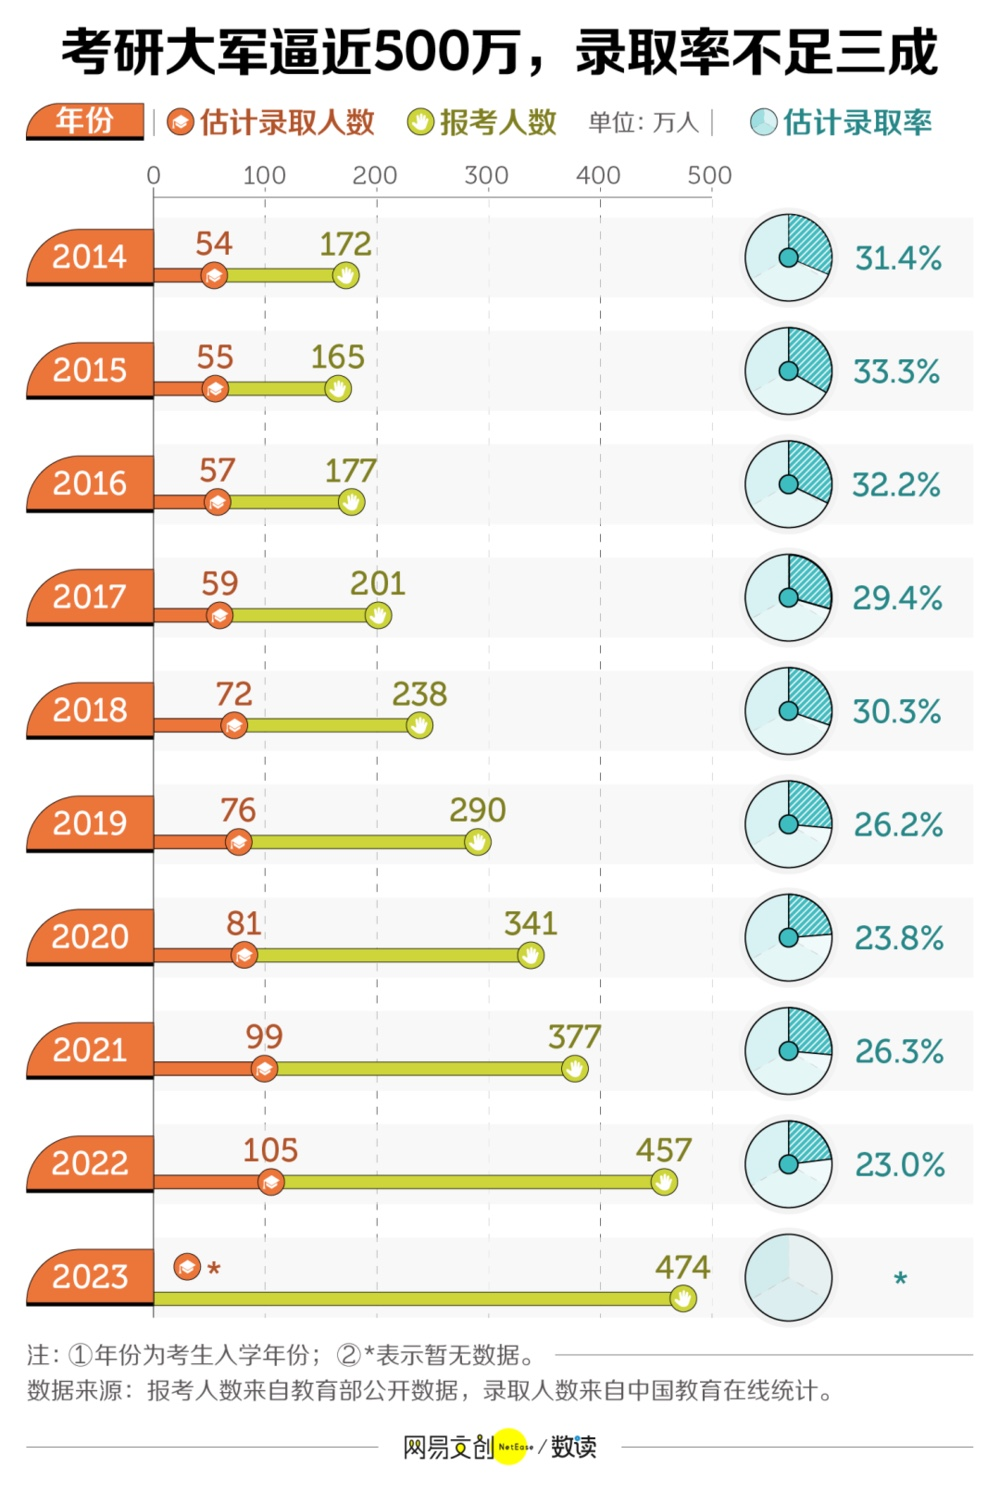 考研大军逼近500万，录取率不足三成
年份 估计录取人数 报考人数 单位：万人 估计录取率
0 100 200 300 400 500
2014 54 172 31.4%
2015 55 165 33.3%
2016 57 177 32.2%
2017 59 201 29.4%
2018 72 238 30.3%
2019 76 290 26.2%
2020 81 341 23.8%
2021 99 377 26.3%
2022 105 457 23.0%
2023 * 474 *
注：①年份为考生入学年份；②*表示暂无数据。
数据来源：报考人数来自教育部公开数据，录取人数来自中国教育在线统计。
网易文创 NetEase / 数读